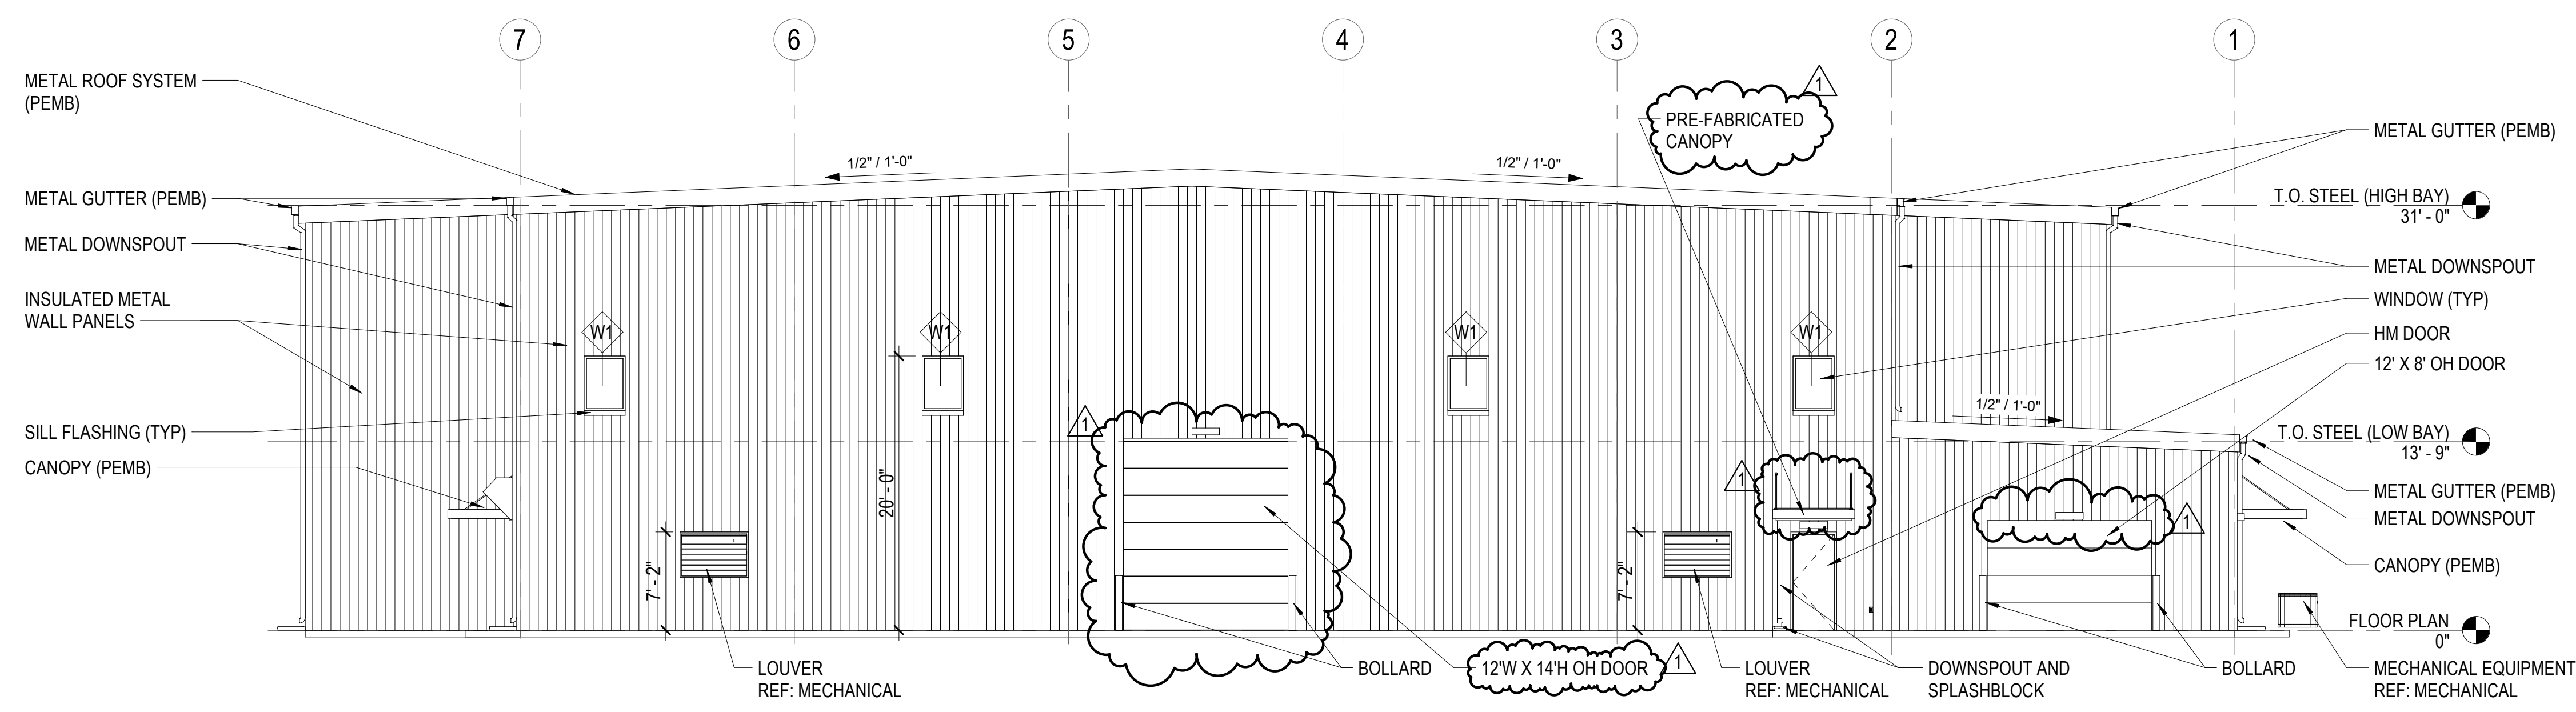 7
6
5
4
3
2
1
METAL ROOF SYSTEM
(PEMB)
METAL GUTTER (PEMB)
METAL DOWNSPOUT
INSULATED METAL
WALL PANELS
SILL FLASHING (TYP)
CANOPY (PEMB)
1/2" / 1'-0"
1/2" / 1'-0"
1
PRE-FABRICATED
CANOPY
W1
W1
W1
W1
1
20' - 0"
7' - 2"
7' - 2"
1
1
1/2" / 1'-0"
METAL GUTTER (PEMB)
T.O. STEEL (HIGH BAY)
31' - 0"
METAL DOWNSPOUT
WINDOW (TYP)
HM DOOR
12' X 8' OH DOOR
T.O. STEEL (LOW BAY)
13' - 9"
METAL GUTTER (PEMB)
METAL DOWNSPOUT
CANOPY (PEMB)
FLOOR PLAN
0"
LOUVER
REF: MECHANICAL
BOLLARD
12'W X 14'H OH DOOR
1
LOUVER
REF: MECHANICAL
DOWNSPOUT AND
SPLASHBLOCK
BOLLARD
MECHANICAL EQUIPMENT
REF: MECHANICAL